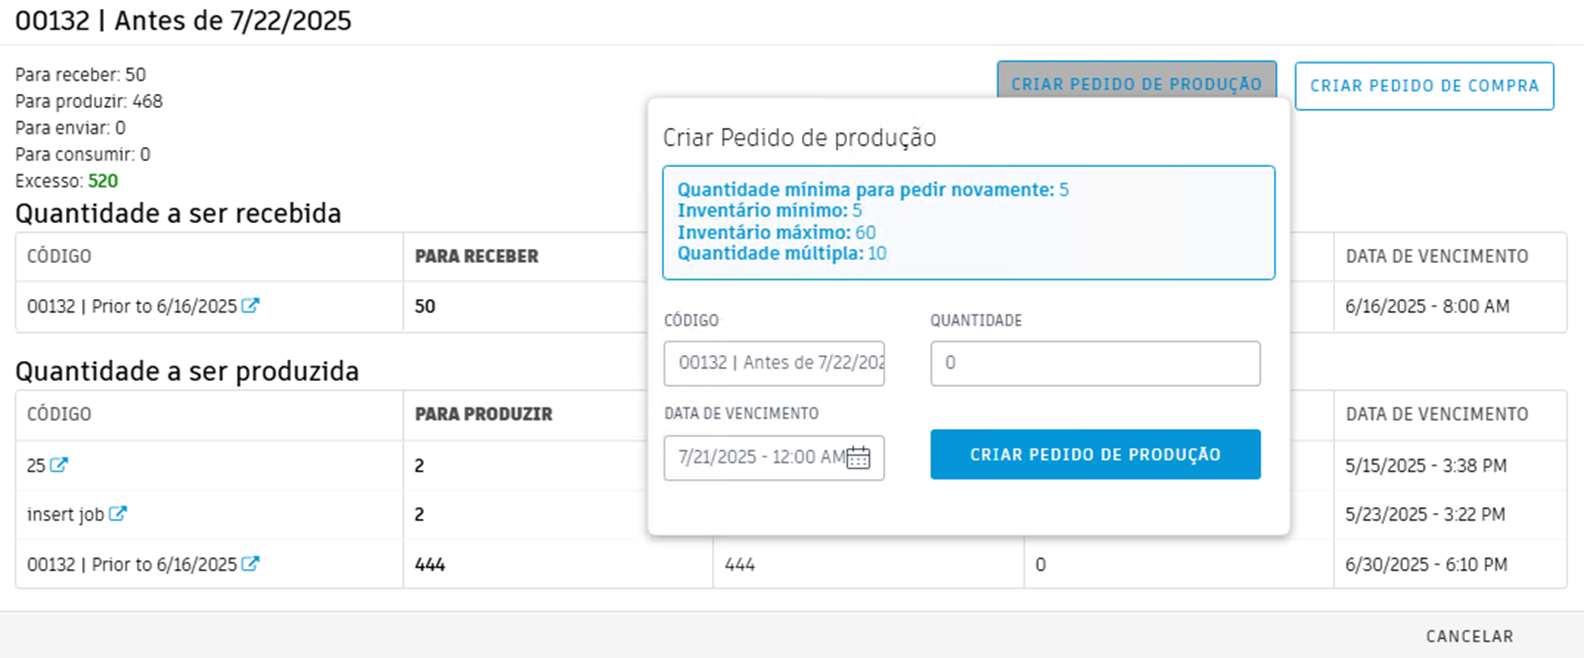 00132 | Antes de 7/22/2025
Para receber: 50
Para produzir: 468
Para enviar: 0
Para consumir: 0
Excesso: 520
CRIAR PEDIDO DE PRODUÇÃO
CRIAR PEDIDO DE COMPRA
Criar Pedido de produção
Quantidade mínima para pedir novamente: 5
Inventário mínimo: 5
Inventário máximo: 60
Quantidade múltipla: 10
CÓDIGO
QUANTIDADE
00132 | Antes de 7/22/202
0
DATA DE VENCIMENTO
7/21/2025 - 12:00 AM
CRIAR PEDIDO DE PRODUÇÃO
Quantidade a ser recebida
CÓDIGO PARA RECEBER DATA DE VENCIMENTO
00132 | Prior to 6/16/2025 50 6/16/2025 - 8:00 AM
Quantidade a ser produzida
CÓDIGO PARA PRODUZIR DATA DE VENCIMENTO
25 2 5/15/2025 - 3:38 PM
insert job 2 5/23/2025 - 3:22 PM
00132 | Prior to 6/16/2025 444 444 0 6/30/2025 - 6:10 PM
CANCELAR